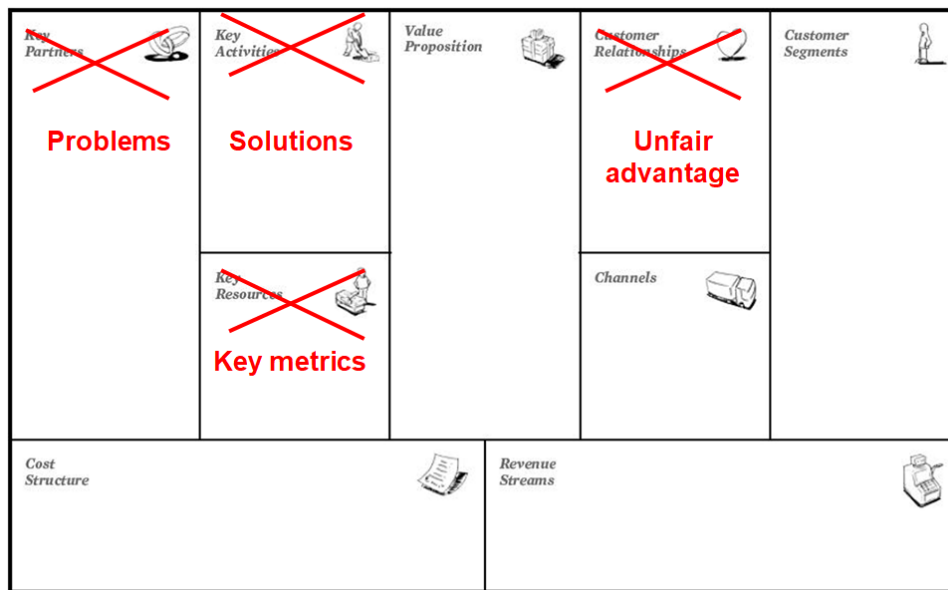 Key
Partners
Problems
Key
Activities
Solutions
Key
Resources
Key metrics
Value
Proposition
Customer
Relationships
Unfair
advantage
Channels
Customer
Segments
Cost
Structure
Revenue
Streams